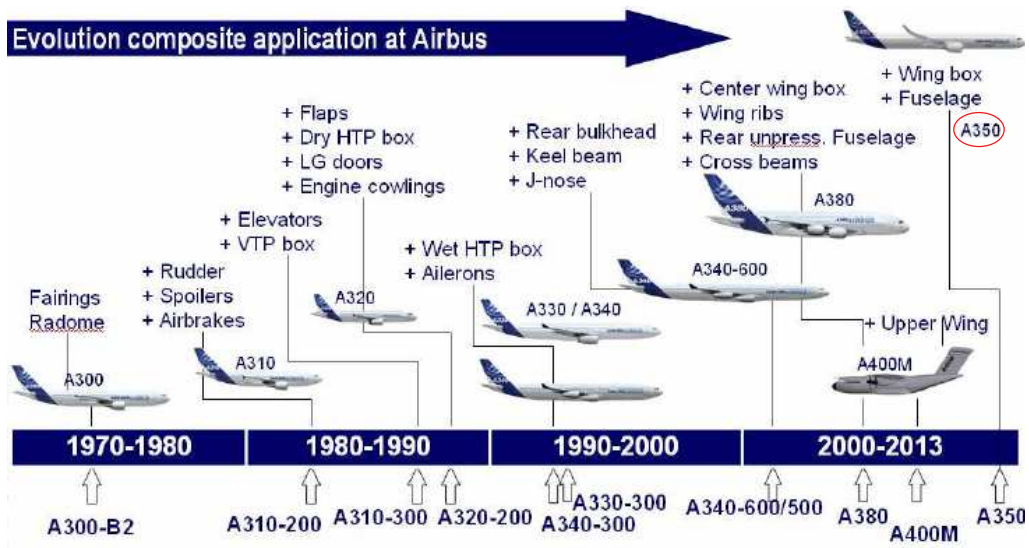 Evolution composite application at Airbus
+ Wing box
+ Fuselage
A350
+ Center wing box
+ Wing ribs
+ Rear unpress. Fuselage
+ Cross beams
A380
A380
+ Flaps
+ Dry HTP box
+ LG doors
+ Engine cowlings
+ Rear bulkhead
+ Keel beam
+ J-nose
A340-600
+ Elevators
+ VTP box
+ Wet HTP box
+ Ailerons
A320
A330 / A340
+ Rudder
+ Spoilers
+ Airbrakes
A310
Fairings
Radome
A300
+ Upper Wing
A400M
1970-1980
1980-1990
1990-2000
2000-2013
A300-B2
A310-200
A310-300
A320-200
A330-300
A340-300
A340-600/500
A380
A400M
A350